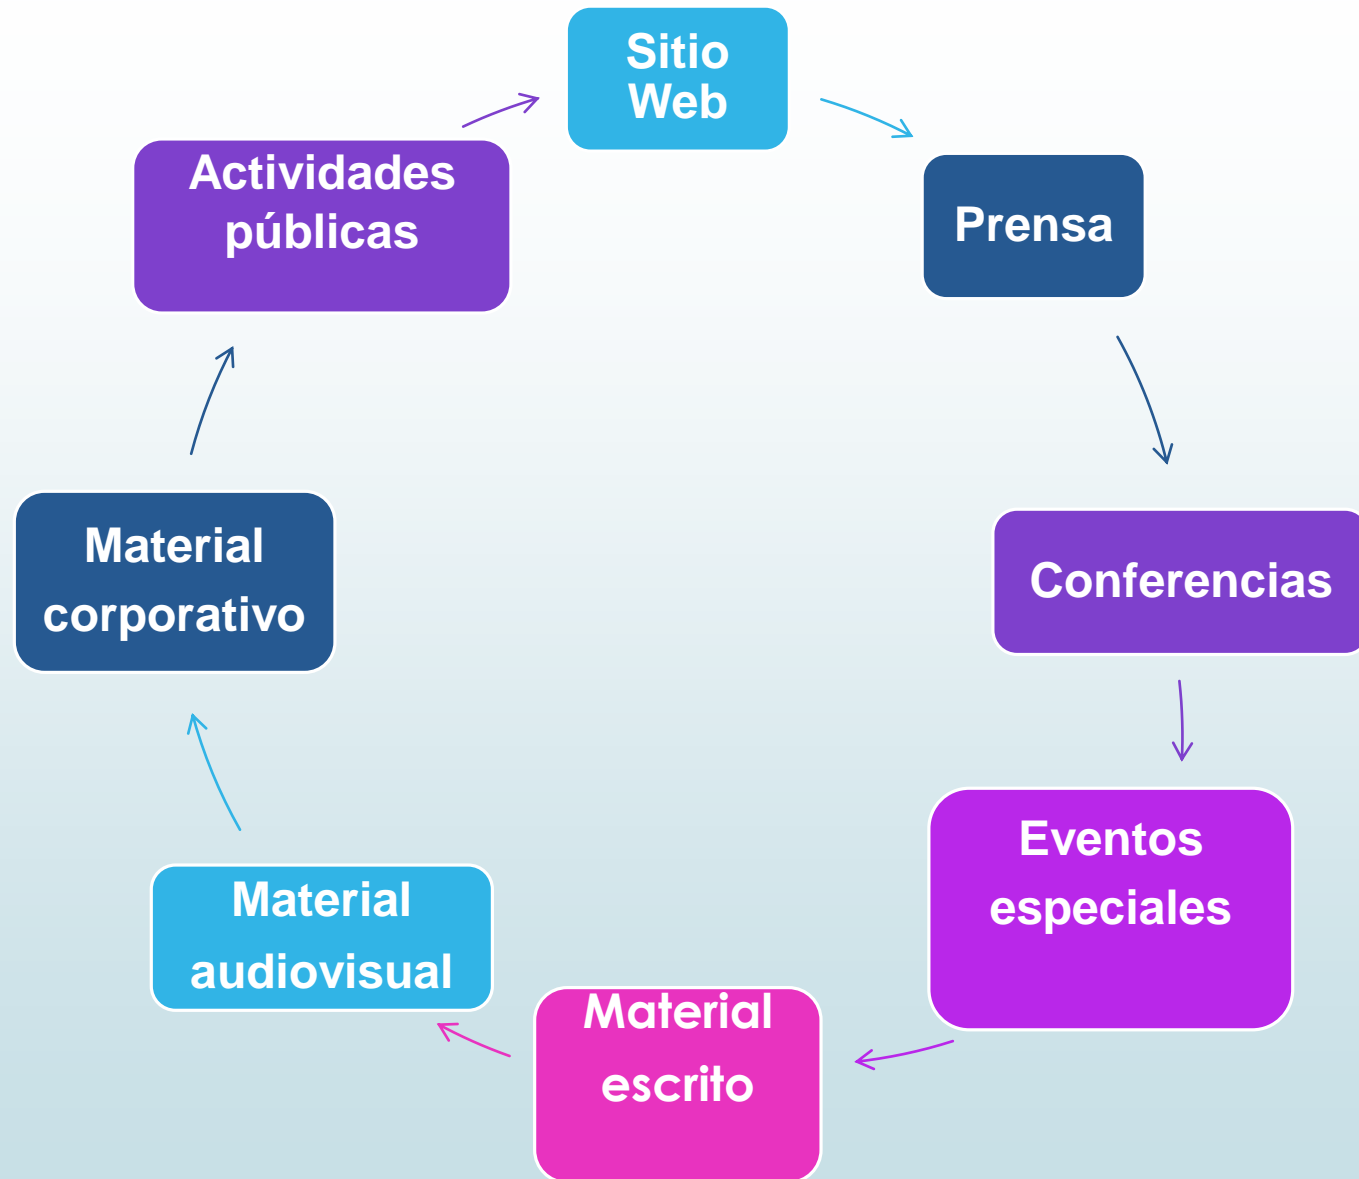 Sitio
Web
Prensa
Conferencias
Eventos
especiales
Material
escrito
Material
audiovisual
Material
corporativo
Actividades
públicas